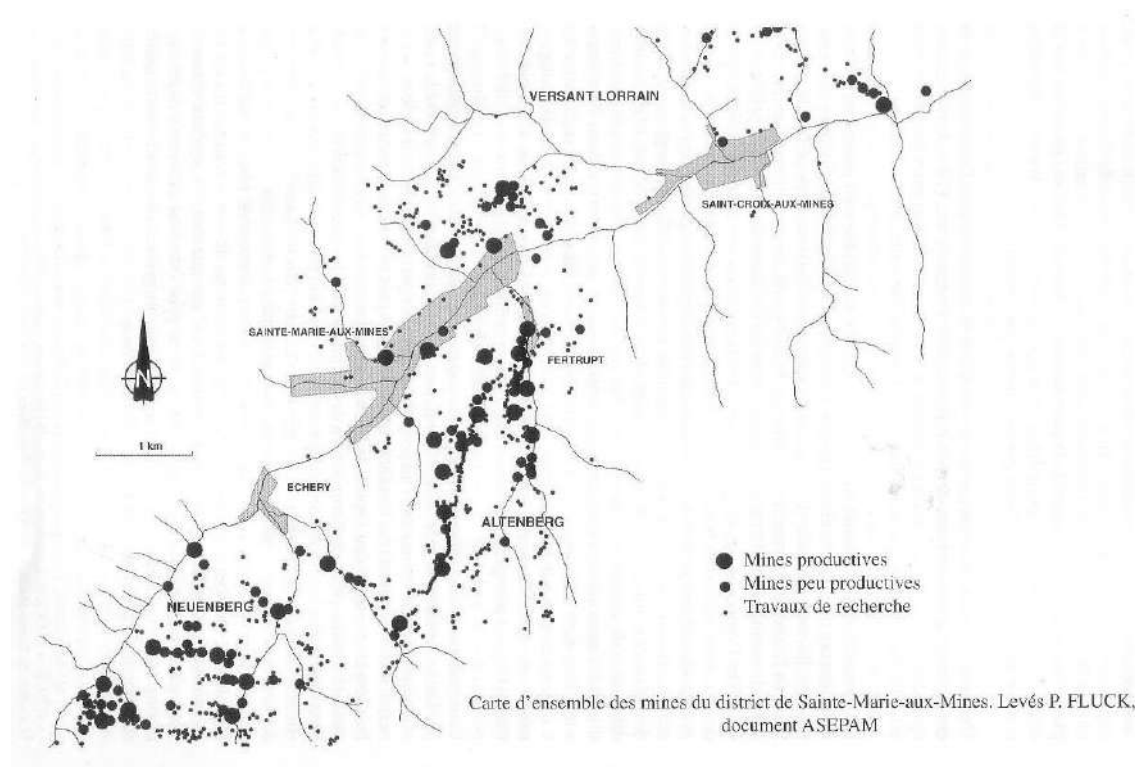 VERSANT LORRAIN
SAINT-CROIX-AUX-MINES
SAINTE-MARIE-AUX-MINES
FERTRUPT
N
1 km
ECHERY
ALTENBERG
NEUENBERG
Mines productives
Mines peu productives
Travaux de recherche
Carte d'ensemble des mines du district de Sainte-Marie-aux-Mines. Levés P. FLUCK,
document ASEPAM